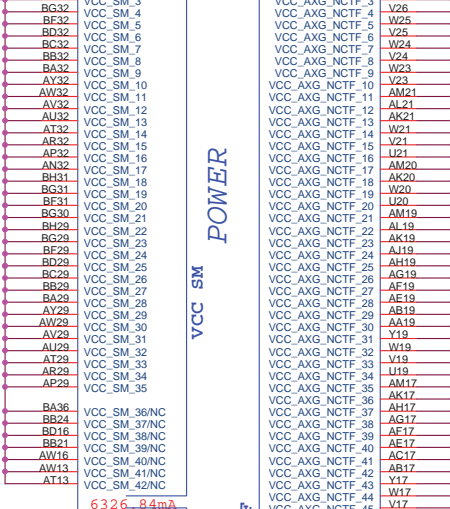 VCC_SM_3
BG32 VCC_SM_4
BF32 VCC_SM_5
BD32 VCC_SM_6
BC32 VCC_SM_7
BB32 VCC_SM_8
BA32 VCC_SM_9
AY32 VCC_SM_10
AW32 VCC_SM_11
AV32 VCC_SM_12
AU32 VCC_SM_13
AT32 VCC_SM_14
AR32 VCC_SM_15
AP32 VCC_SM_16
AN32 VCC_SM_17
BH31 VCC_SM_18
BG31 VCC_SM_19
BF31 VCC_SM_20
BG30 VCC_SM_21
BH29 VCC_SM_22
BG29 VCC_SM_23
BF29 VCC_SM_24
BD29 VCC_SM_25
BC29 VCC_SM_26
BB29 VCC_SM_27
BA29 VCC_SM_28
AY29 VCC_SM_29
AW29 VCC_SM_30
AV29 VCC_SM_31
AU29 VCC_SM_32
AT29 VCC_SM_33
AR29 VCC_SM_34
AP29 VCC_SM_35
BA36 VCC_SM_36/NC
BB24 VCC_SM_37/NC
BD16 VCC_SM_38/NC
BB21 VCC_SM_39/NC
AW16 VCC_SM_40/NC
AW13 VCC_SM_41/NC
AT13 VCC_SM_42/NC
6326.84mA
VCC SM
POWER
VCC_AXG_NCTF_3
VCC_AXG_NCTF_4 V26
VCC_AXG_NCTF_5 W25
VCC_AXG_NCTF_6 V25
VCC_AXG_NCTF_7 W24
VCC_AXG_NCTF_8 V24
VCC_AXG_NCTF_9 W23
VCC_AXG_NCTF_10 V23
VCC_AXG_NCTF_11 AM21
VCC_AXG_NCTF_12 AL21
VCC_AXG_NCTF_13 AK21
VCC_AXG_NCTF_14 W21
VCC_AXG_NCTF_15 V21
VCC_AXG_NCTF_16 U21
VCC_AXG_NCTF_17 AM20
VCC_AXG_NCTF_18 AK20
VCC_AXG_NCTF_19 W20
VCC_AXG_NCTF_20 U20
VCC_AXG_NCTF_21 AM19
VCC_AXG_NCTF_22 AL19
VCC_AXG_NCTF_23 AK19
VCC_AXG_NCTF_24 AJ19
VCC_AXG_NCTF_25 AH19
VCC_AXG_NCTF_26 AG19
VCC_AXG_NCTF_27 AF19
VCC_AXG_NCTF_28 AE19
VCC_AXG_NCTF_29 AB19
VCC_AXG_NCTF_30 AA19
VCC_AXG_NCTF_31 Y19
VCC_AXG_NCTF_32 W19
VCC_AXG_NCTF_33 V19
VCC_AXG_NCTF_34 U19
VCC_AXG_NCTF_35 AM17
VCC_AXG_NCTF_36 AK17
VCC_AXG_NCTF_37 AH17
VCC_AXG_NCTF_38 AG17
VCC_AXG_NCTF_39 AF17
VCC_AXG_NCTF_40 AE17
VCC_AXG_NCTF_41 AC17
VCC_AXG_NCTF_42 AB17
VCC_AXG_NCTF_43 Y17
VCC_AXG_NCTF_44 W17
VCC_AXG_NCTF_45 V17